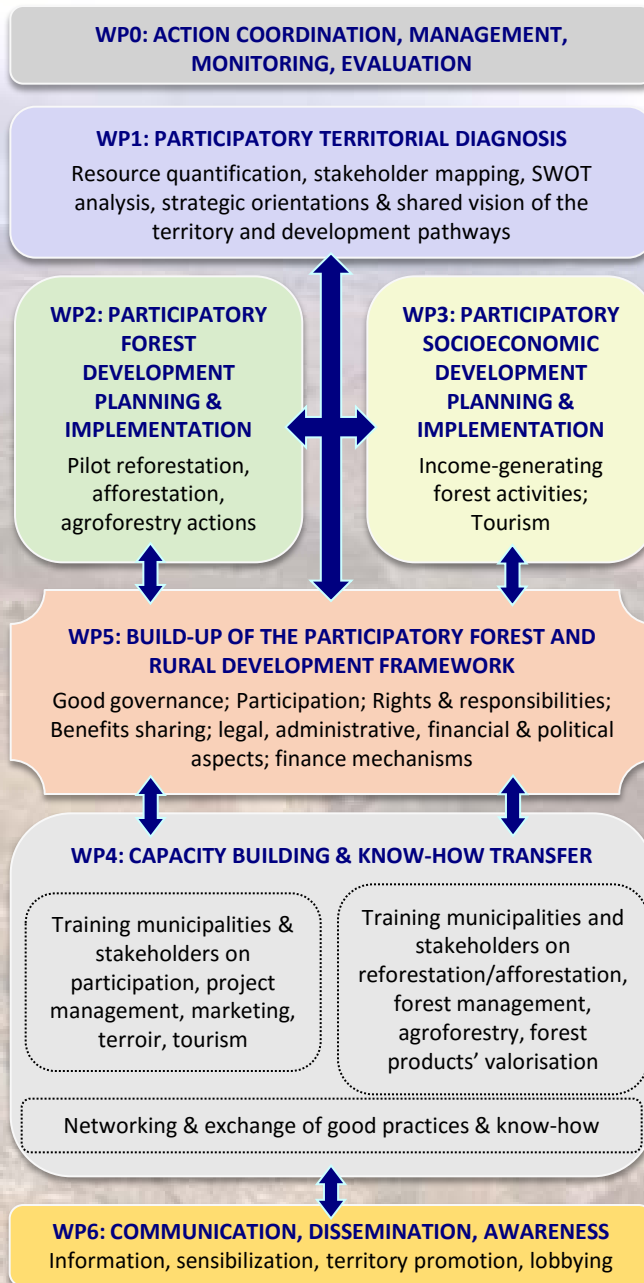 WP0: ACTION COORDINATION, MANAGEMENT,
MONITORING, EVALUATION
WP1: PARTICIPATORY TERRITORIAL DIAGNOSIS
Resource quantification, stakeholder mapping, SWOT
analysis, strategic orientations & shared vision of the
territory and development pathways
WP2: PARTICIPATORY
FOREST
DEVELOPMENT
PLANNING &
IMPLEMENTATION
Pilot reforestation,
afforestation,
agroforestry actions
WP3: PARTICIPATORY
SOCIOECONOMIC
DEVELOPMENT
PLANNING &
IMPLEMENTATION
Income-generating
forest activities;
Tourism
WP5: BUILD-UP OF THE PARTICIPATORY FOREST AND
RURAL DEVELOPMENT FRAMEWORK
Good governance; Participation; Rights & responsibilities;
Benefits sharing; legal, administrative, financial & political
aspects; finance mechanisms
WP4: CAPACITY BUILDING & KNOW-HOW TRANSFER
Training municipalities &
stakeholders on
participation, project
management, marketing,
terroir, tourism
Training municipalities and
stakeholders on
reforestation/afforestation,
forest management,
agroforestry, forest
products’ valorisation
Networking & exchange of good practices & know-how
WP6: COMMUNICATION, DISSEMINATION, AWARENESS
Information, sensibilization, territory promotion, lobbying